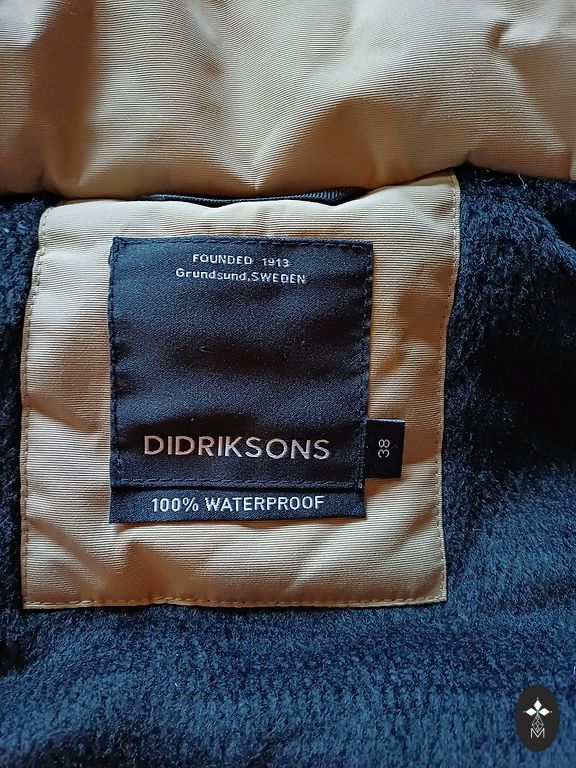 FOUNDED 1913
Grundsund.SWEDEN
DIDRIKSONS
38
100% WATERPROOF
M